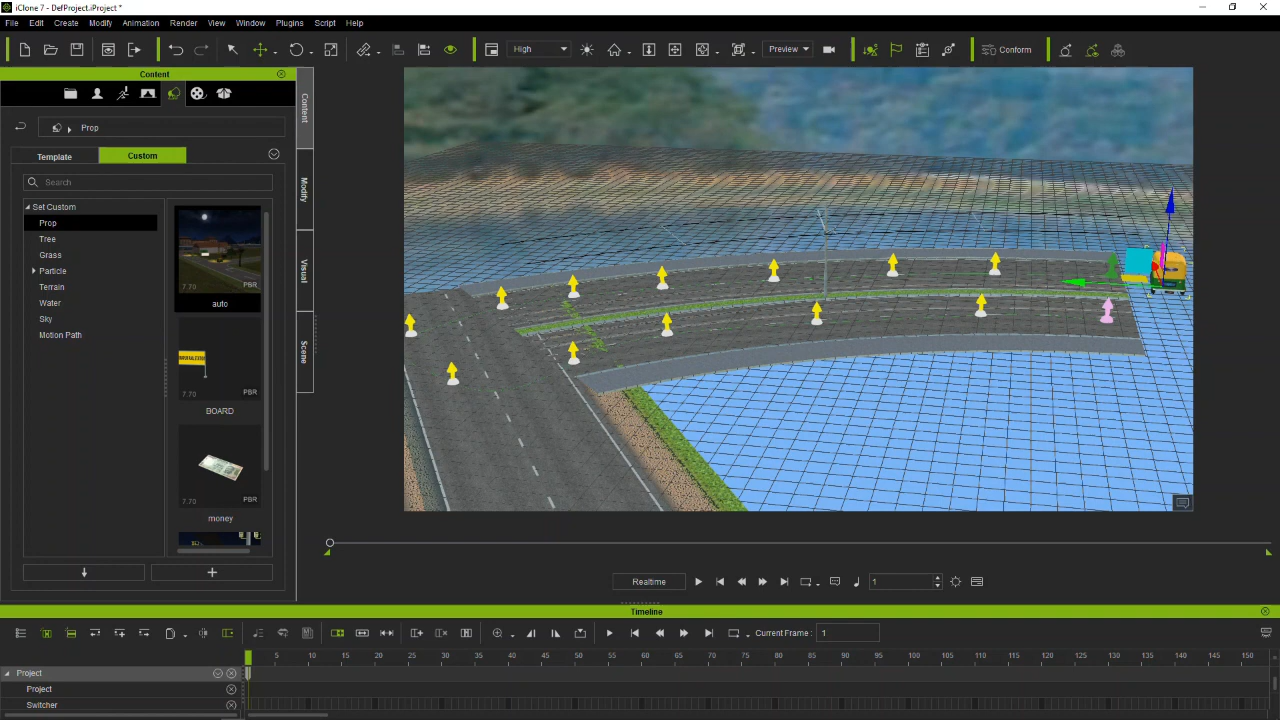 iClone 7 - DefProject.iProject *
File Edit Create Modify Animation Render View Window Plugins Script Help
High Preview Conform
Content
Prop
Template Custom
Search
Set Custom
Prop
Tree
Grass
Particle
Terrain
Water
Sky
Motion Path
7.70 PBR
auto
7.70 PBR
BOARD
7.70 PBR
money
Content
Modify
Visual
Scene
Realtime 1
Timeline
Current Frame : 1
5 10 15 20 25 30 35 40 45 50 55 60 65 70 75 80 85 90 95 100 105 110 115 120 125 130 135 140 145 150
Project
Project
Switcher